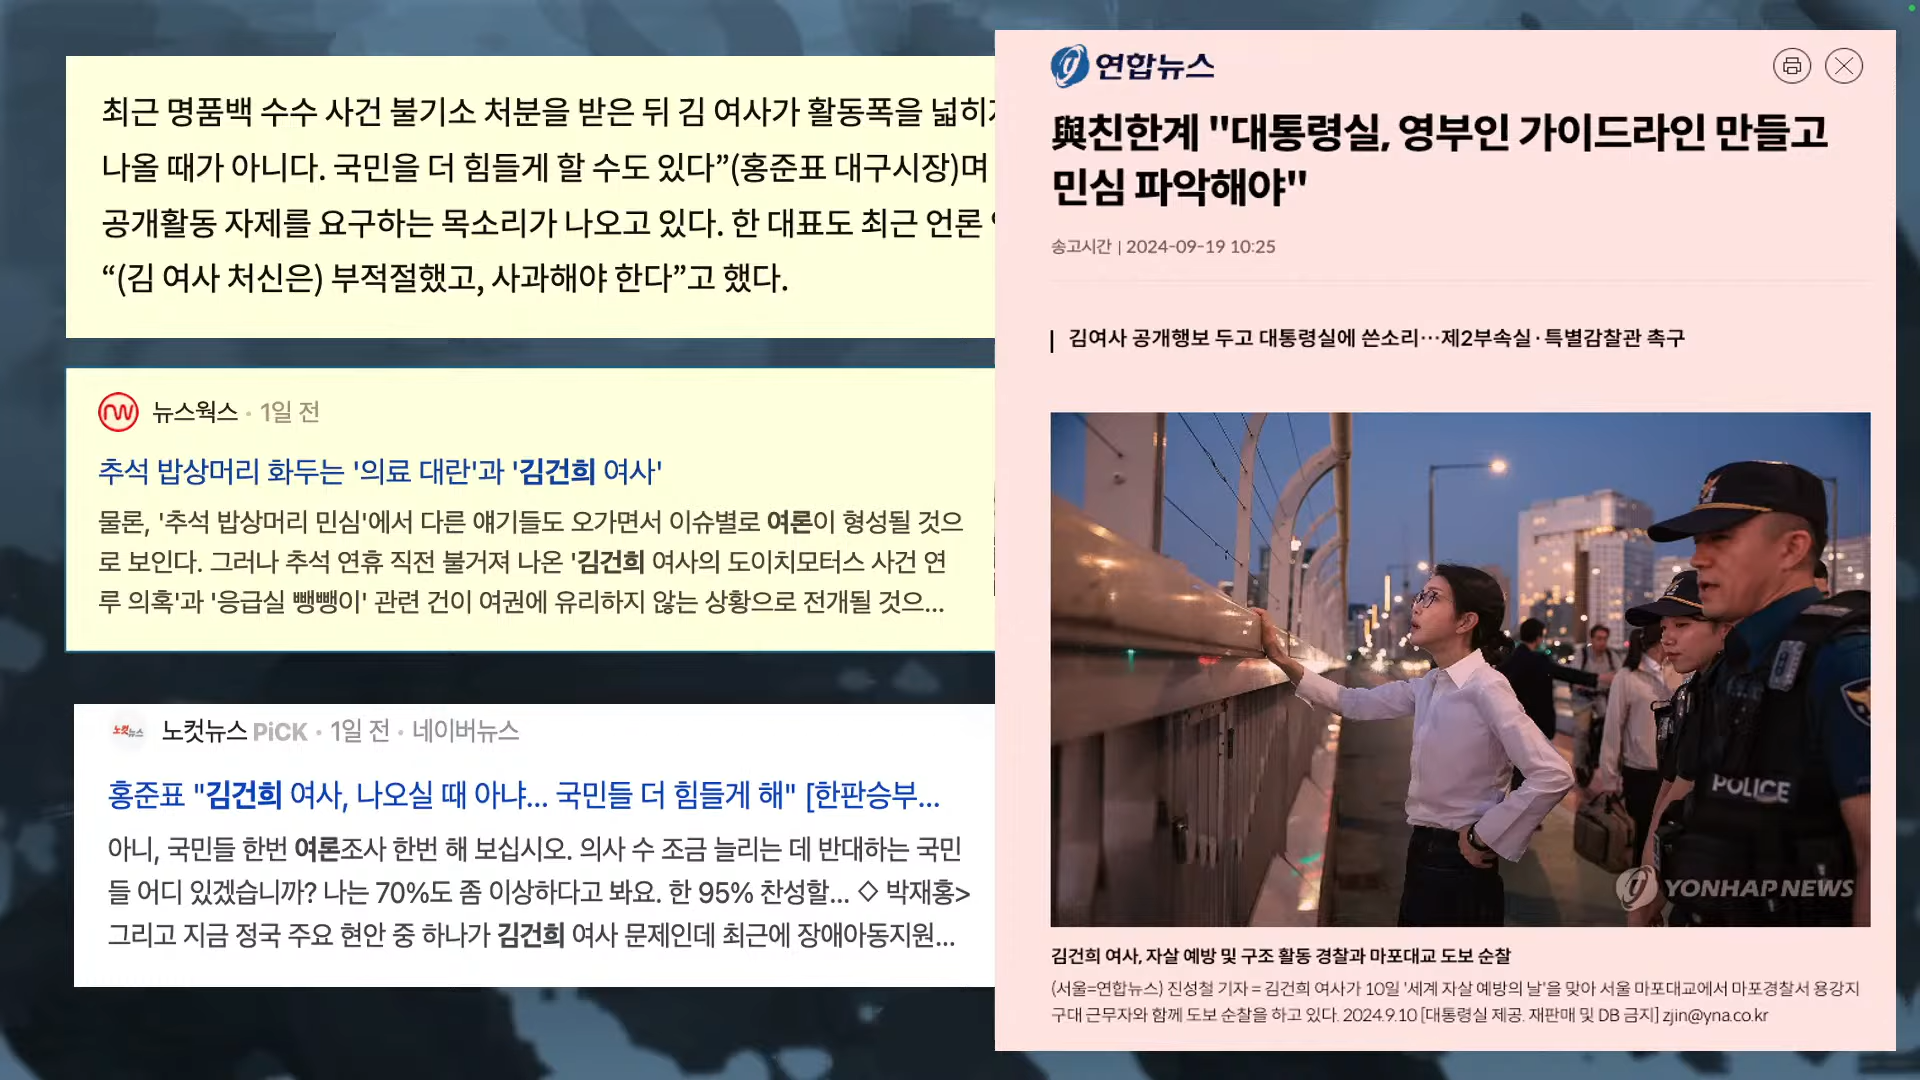 최근 명품백 수수 사건 불기소 처분을 받은 뒤 김 여사가 활동폭을 넓히
나올 때가 아니다. 국민을 더 힘들게 할 수도 있다”(홍준표 대구시장)며
공개활동 자제를 요구하는 목소리가 나오고 있다. 한 대표도 최근 언론
“(김 여사 처신은) 부적절했고, 사과해야 한다”고 했다.
뉴스웍스 · 1일 전
추석 밥상머리 화두는 '의료 대란'과 '김건희 여사'
물론, '추석 밥상머리 민심'에서 다른 얘기들도 오가면서 이슈별로 여론이 형성될 것으
로 보인다. 그러나 추석 연휴 직전 불거져 나온 '김건희 여사의 도이치모터스 사건 연
루 의혹'과 '응급실 뺑뺑이' 관련 건이 여권에 유리하지 않는 상황으로 전개될 것으...
노컷뉴스
노컷뉴스 PiCK · 1일 전 · 네이버뉴스
홍준표 "김건희 여사, 나오실 때 아냐... 국민들 더 힘들게 해" [한판승부...
아니, 국민들 한번 여론조사 한번 해 보십시오. 의사 수 조금 늘리는 데 반대하는 국민
들 어디 있겠습니까? 나는 70%도 좀 이상하다고 봐요. 한 95% 찬성할... ◇ 박재홍>
그리고 지금 정국 주요 현안 중 하나가 김건희 여사 문제인데 최근에 장애아동지원...
연합뉴스
與친한계 "대통령실, 영부인 가이드라인 만들고
민심 파악해야"
송고시간 | 2024-09-19 10:25
김여사 공개행보 두고 대통령실에 쓴소리…제2부속실·특별감찰관 촉구
POLICE
YONHAP NEWS
김건희 여사, 자살 예방 및 구조 활동 경찰과 마포대교 도보 순찰
(서울=연합뉴스) 진성철 기자 = 김건희 여사가 10일 '세계 자살 예방의 날'을 맞아 서울 마포대교에서 마포경찰서 용강지
구대 근무자와 함께 도보 순찰을 하고 있다. 2024.9.10 [대통령실 제공. 재판매 및 DB 금지] zjin@yna.co.kr